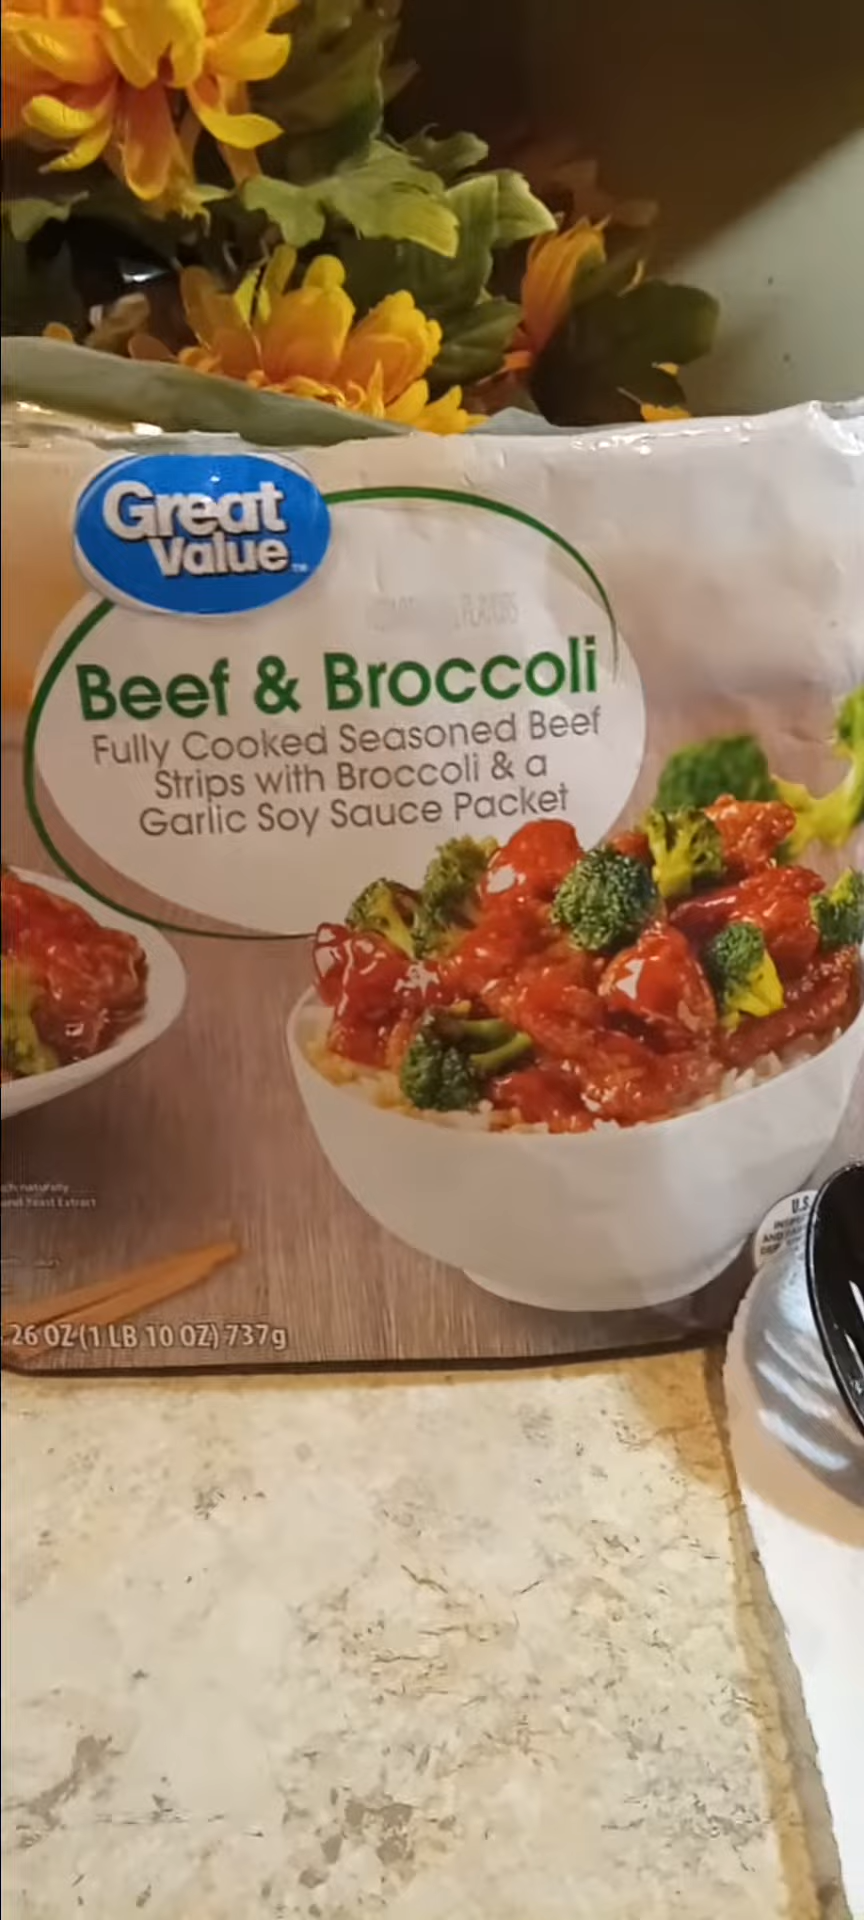 Great
Value™
Beef & Broccoli
Fully Cooked Seasoned Beef
Strips with Broccoli & a
Garlic Soy Sauce Packet
26 OZ (1 LB 10 OZ) 737g
U.S.